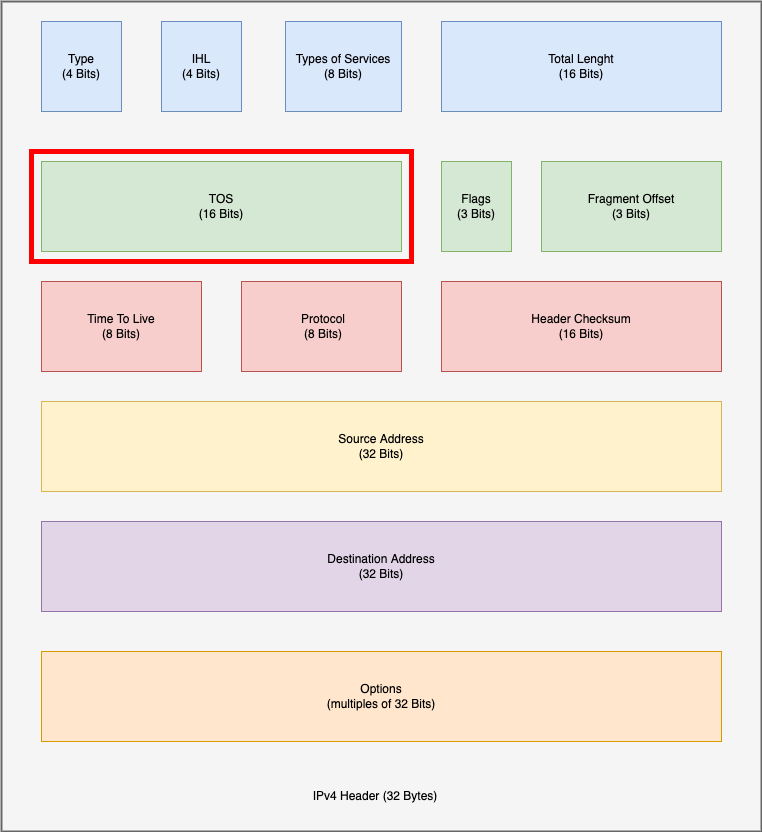 Type
(4 Bits)
IHL
(4 Bits)
Types of Services
(8 Bits)
Total Lenght
(16 Bits)
TOS
(16 Bits)
Flags
(3 Bits)
Fragment Offset
(3 Bits)
Time To Live
(8 Bits)
Protocol
(8 Bits)
Header Checksum
(16 Bits)
Source Address
(32 Bits)
Destination Address
(32 Bits)
Options
(multiples of 32 Bits)
IPv4 Header (32 Bytes)